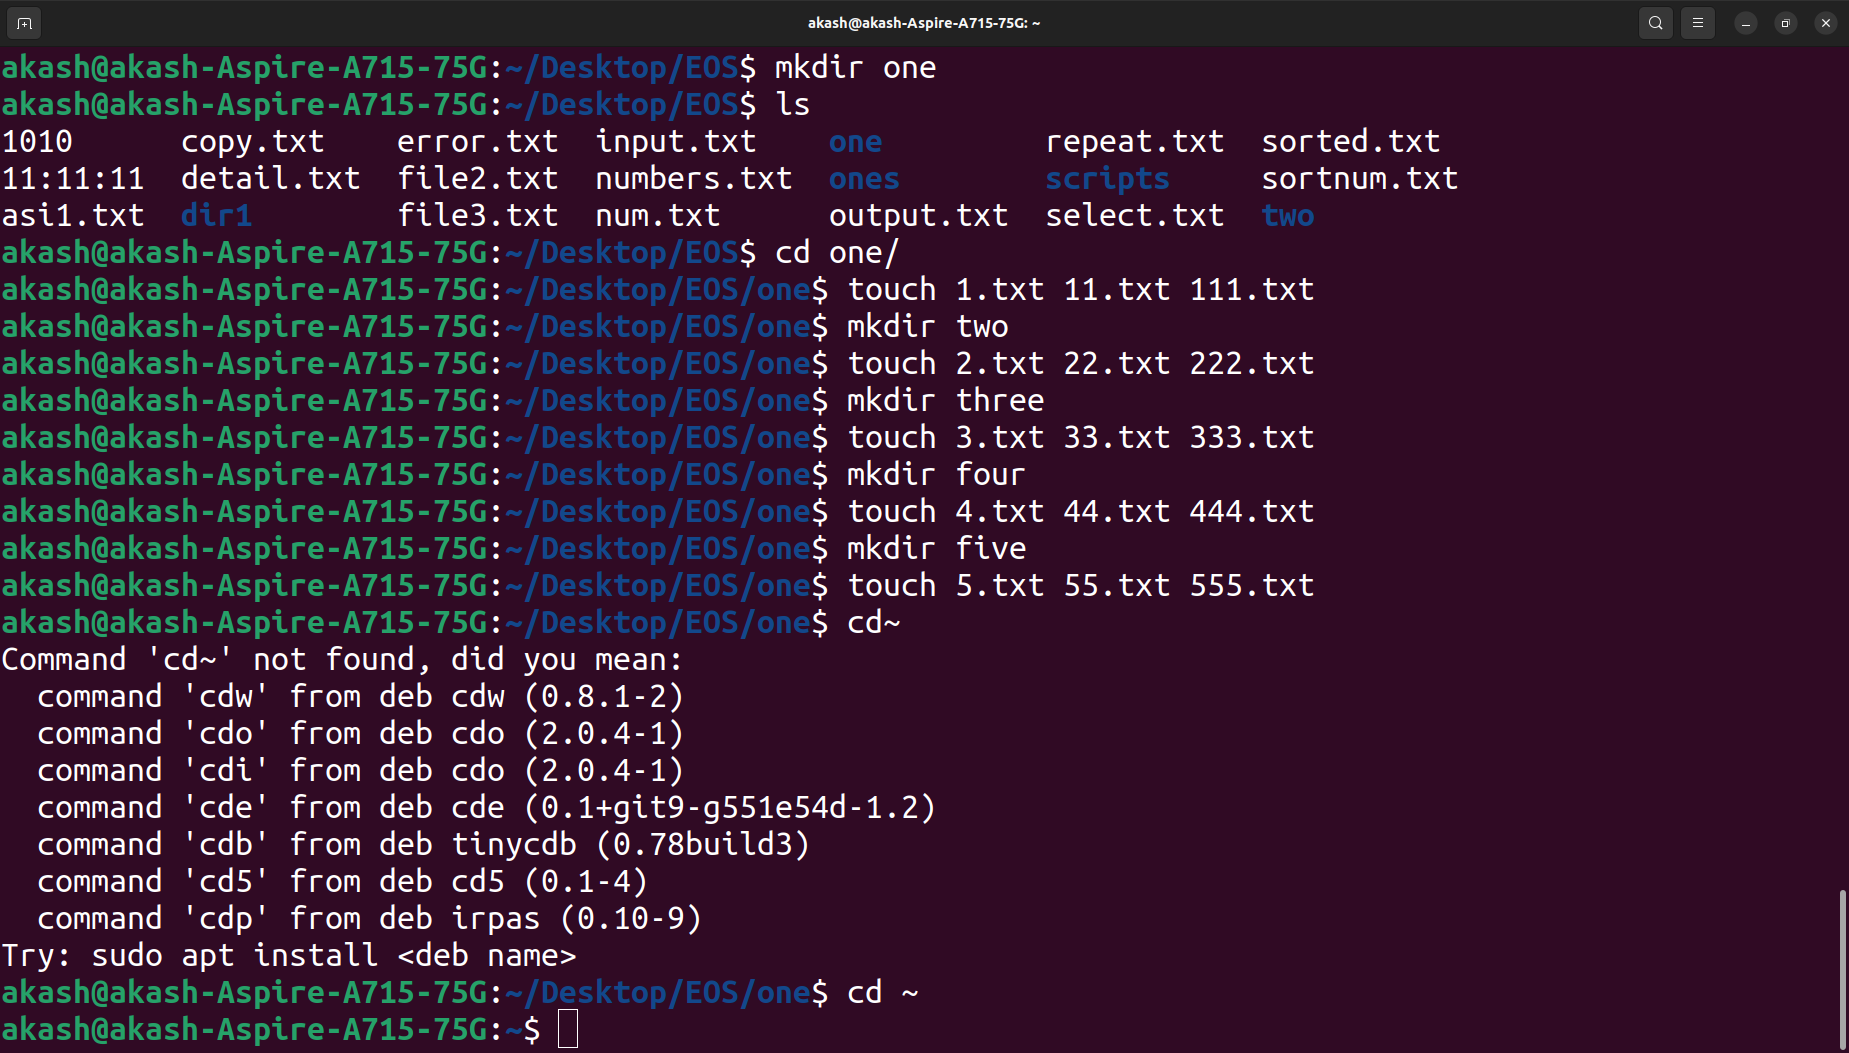 akash@akash-Aspire-A715-75G: ~
akash@akash-Aspire-A715-75G:~/Desktop/EOS$ mkdir one
akash@akash-Aspire-A715-75G:~/Desktop/EOS$ ls
1010      copy.txt    error.txt  input.txt    one         repeat.txt  sorted.txt
11:11:11  detail.txt  file2.txt  numbers.txt  ones        scripts     sortnum.txt
asi1.txt  dir1        file3.txt  num.txt      output.txt  select.txt  two
akash@akash-Aspire-A715-75G:~/Desktop/EOS$ cd one/
akash@akash-Aspire-A715-75G:~/Desktop/EOS/one$ touch 1.txt 11.txt 111.txt
akash@akash-Aspire-A715-75G:~/Desktop/EOS/one$ mkdir two
akash@akash-Aspire-A715-75G:~/Desktop/EOS/one$ touch 2.txt 22.txt 222.txt
akash@akash-Aspire-A715-75G:~/Desktop/EOS/one$ mkdir three
akash@akash-Aspire-A715-75G:~/Desktop/EOS/one$ touch 3.txt 33.txt 333.txt
akash@akash-Aspire-A715-75G:~/Desktop/EOS/one$ mkdir four
akash@akash-Aspire-A715-75G:~/Desktop/EOS/one$ touch 4.txt 44.txt 444.txt
akash@akash-Aspire-A715-75G:~/Desktop/EOS/one$ mkdir five
akash@akash-Aspire-A715-75G:~/Desktop/EOS/one$ touch 5.txt 55.txt 555.txt
akash@akash-Aspire-A715-75G:~/Desktop/EOS/one$ cd~
Command 'cd~' not found, did you mean:
  command 'cdw' from deb cdw (0.8.1-2)
  command 'cdo' from deb cdo (2.0.4-1)
  command 'cdi' from deb cdo (2.0.4-1)
  command 'cde' from deb cde (0.1+git9-g551e54d-1.2)
  command 'cdb' from deb tinycdb (0.78build3)
  command 'cd5' from deb cd5 (0.1-4)
  command 'cdp' from deb irpas (0.10-9)
Try: sudo apt install <deb name>
akash@akash-Aspire-A715-75G:~/Desktop/EOS/one$ cd ~
akash@akash-Aspire-A715-75G:~$